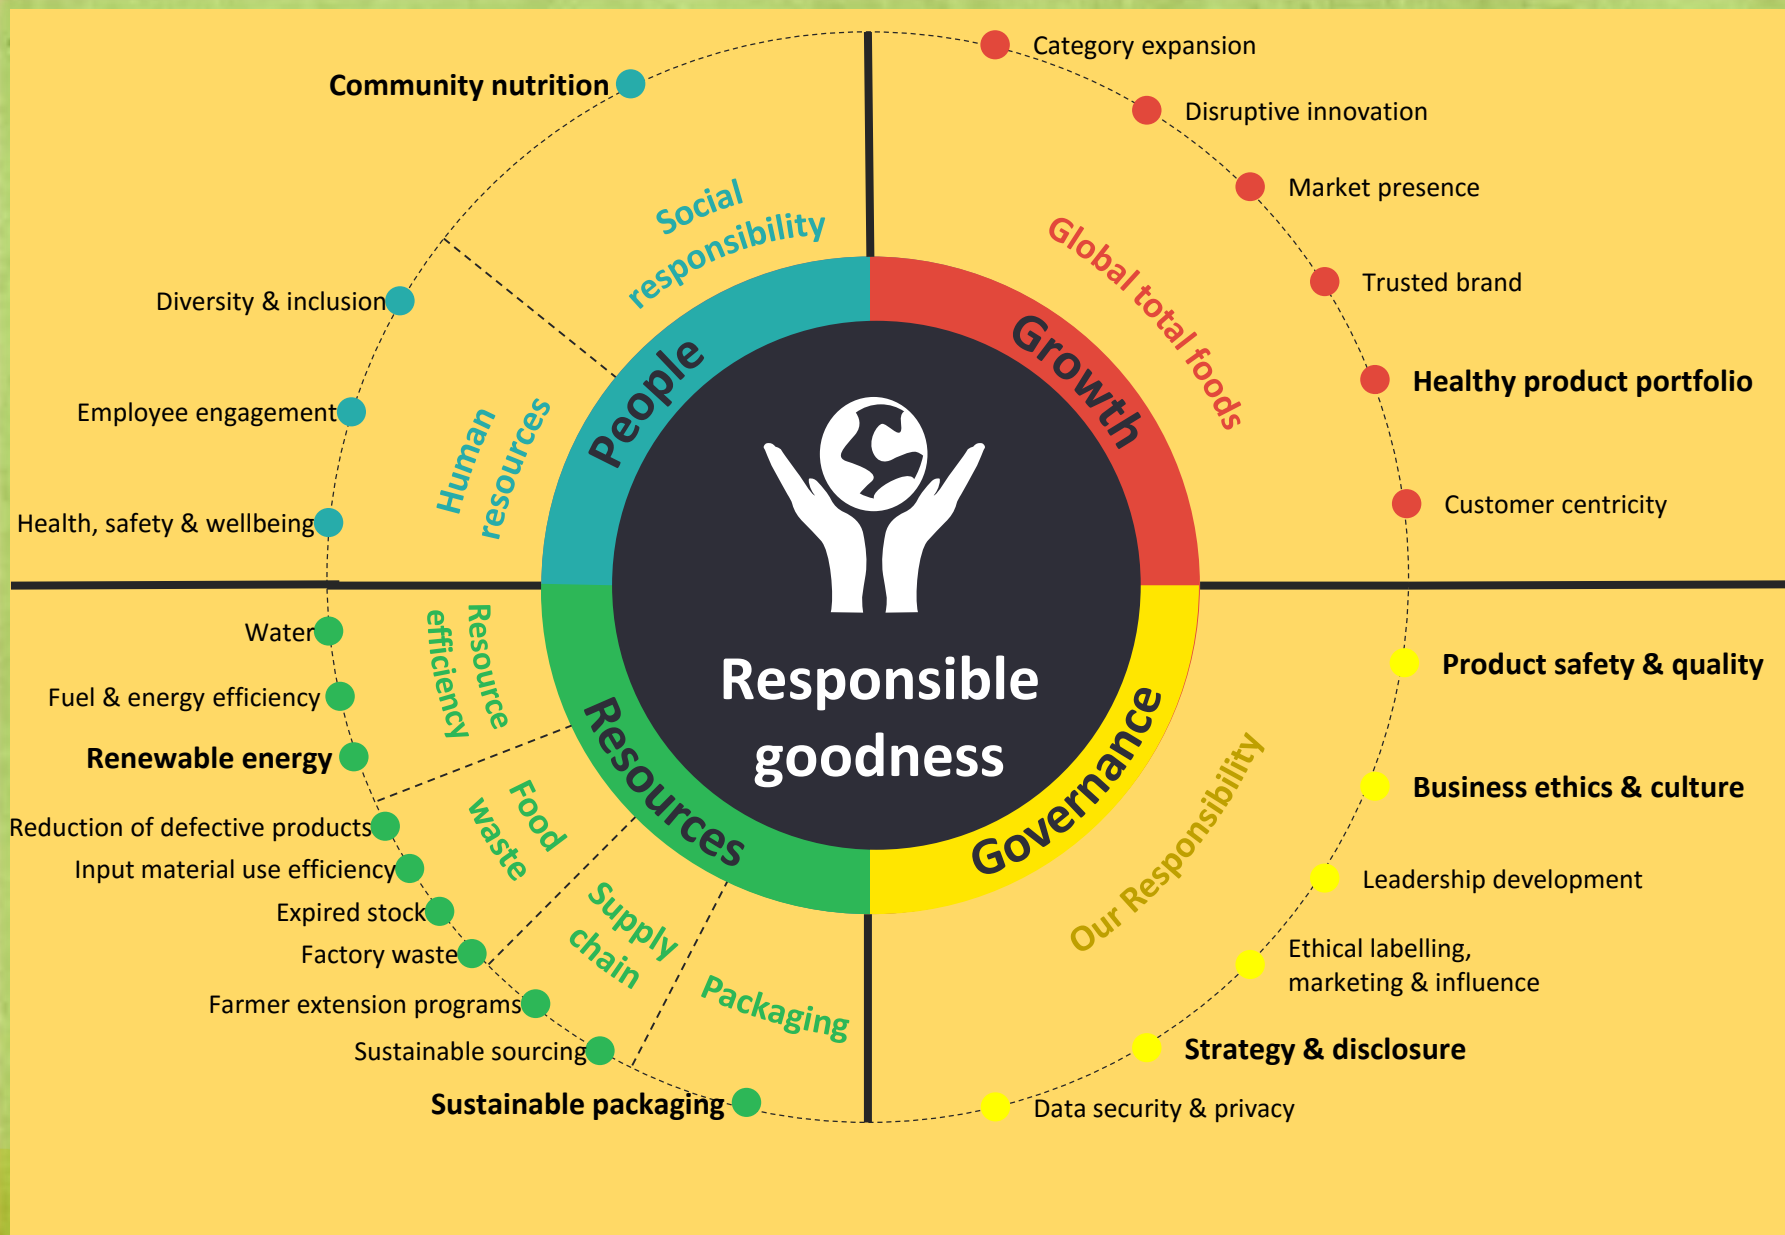 Community nutrition
Social
responsibility
Diversity & inclusion
Employee engagement
Health, safety & wellbeing
Human
resources
People
Category expansion
Disruptive innovation
Market presence
Trusted brand
Healthy product portfolio
Customer centricity
Global total foods
Growth
Responsible
goodness
Water
Fuel & energy efficiency
Renewable energy
Resource
efficiency
Reduction of defective products
Input material use efficiency
Expired stock
Factory waste
Food
waste
Farmer extension programs
Sustainable sourcing
Supply
chain
Sustainable packaging
Packaging
Resources
Governance
Our Responsibility
Product safety & quality
Business ethics & culture
Leadership development
Ethical labelling,
marketing & influence
Strategy & disclosure
Data security & privacy